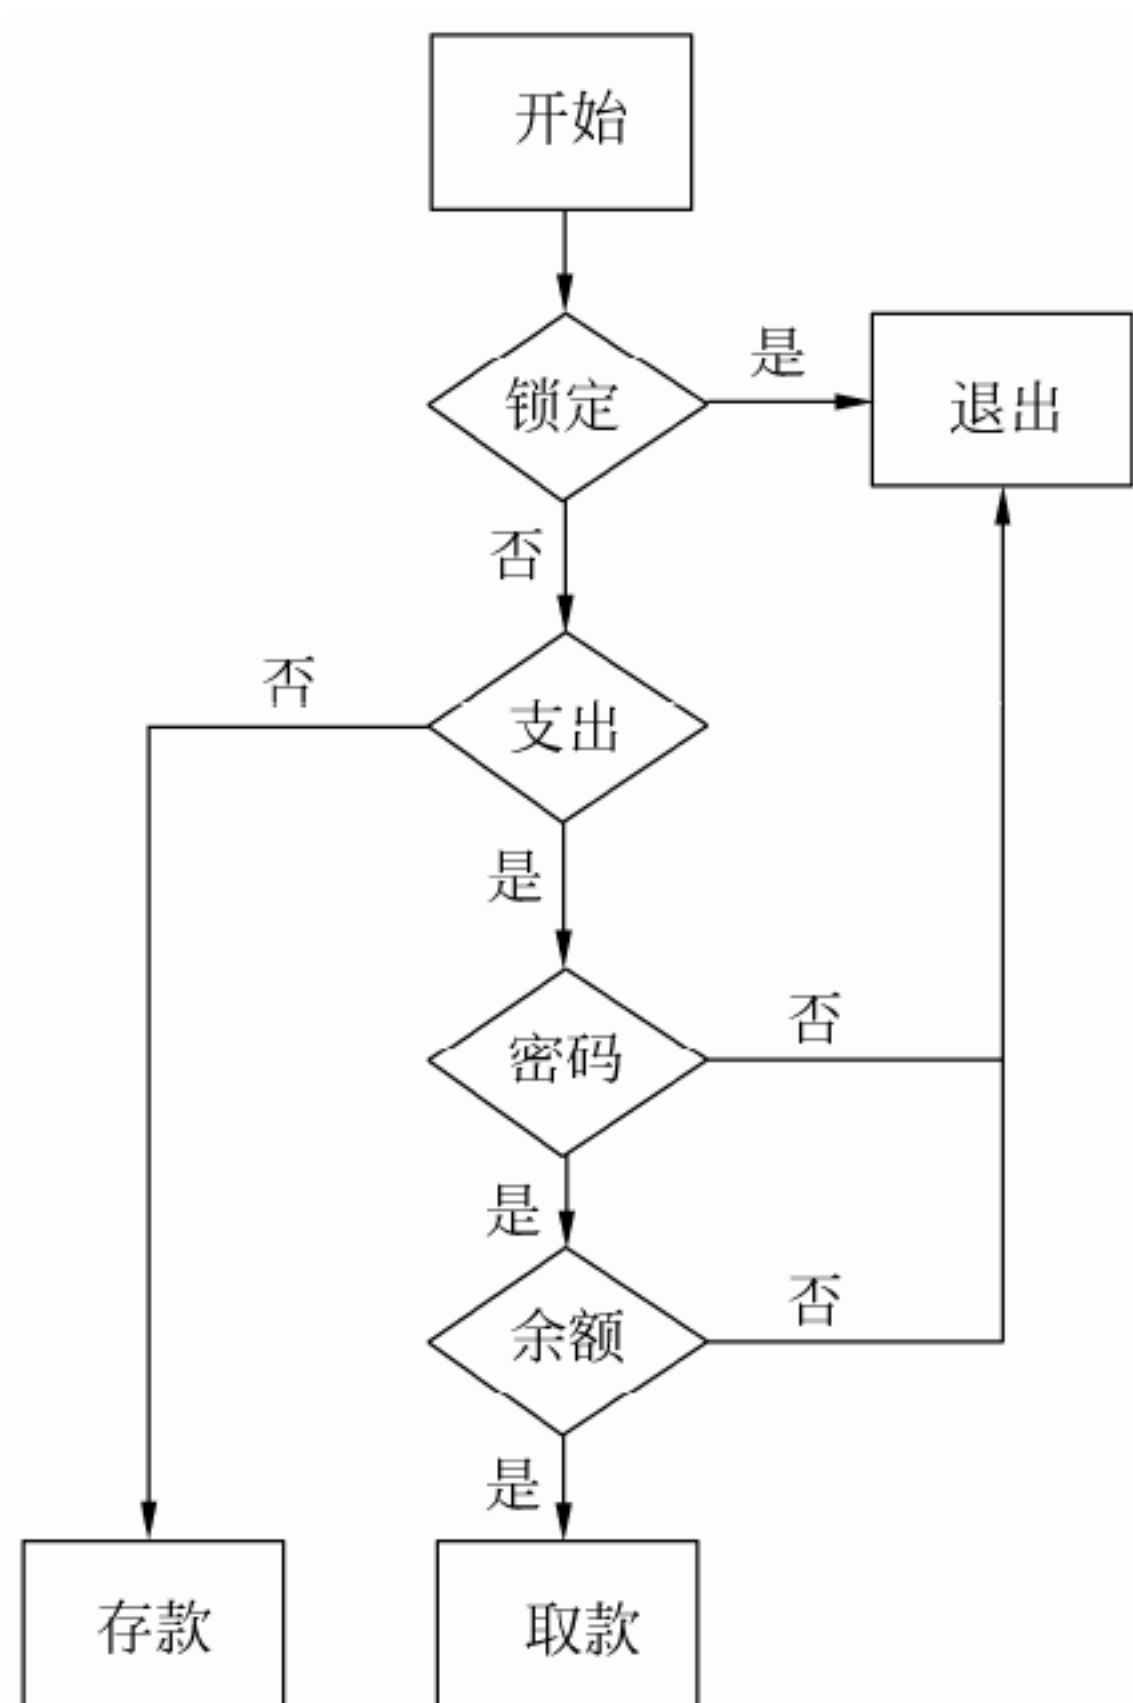 开始
锁定
是
退出
否
否
支出
是
密码
否
是
余额
否
是
存款
取款